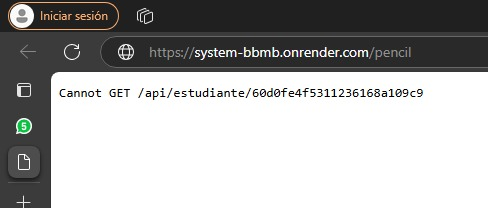 Iniciar sesión
https://system-bbmb.onrender.com/pencil
Cannot GET /api/estudiante/60d0fe4f5311236168a109c9
5